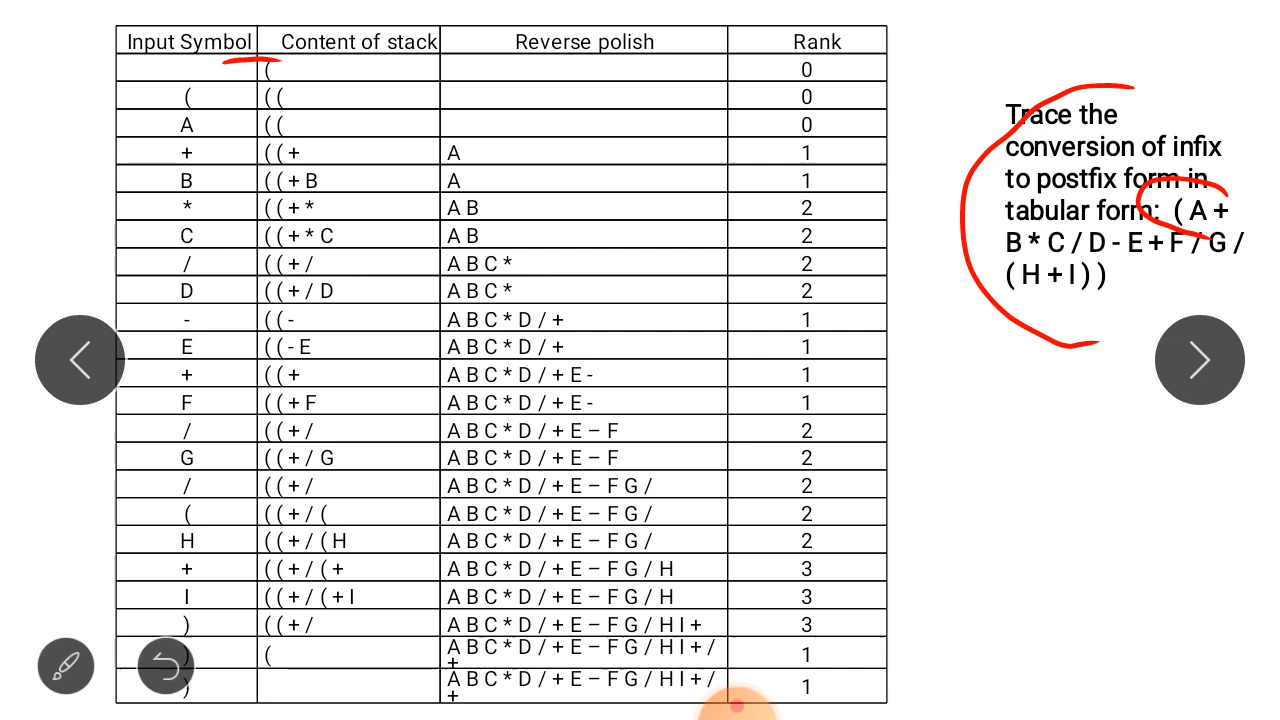 Input Symbol Content of stack Reverse polish Rank
( 0
( ( ( 0
A ( ( 0
+ ( ( + A 1
B ( ( + B A 1
* ( ( + * A B 2
C ( ( + * C A B 2
/ ( ( + / A B C * 2
D ( ( + / D A B C * 2
- ( ( - A B C * D / + 1
E ( ( - E A B C * D / + 1
+ ( ( + A B C * D / + E - 1
F ( ( + F A B C * D / + E - 1
/ ( ( + / A B C * D / + E – F 2
G ( ( + / G A B C * D / + E – F 2
/ ( ( + / A B C * D / + E – F G / 2
( ( ( + / ( A B C * D / + E – F G / 2
H ( ( + / ( H A B C * D / + E – F G / 2
+ ( ( + / ( + A B C * D / + E – F G / H 3
I ( ( + / ( + I A B C * D / + E – F G / H 3
) ( ( + / A B C * D / + E – F G / H I + 3
) ( A B C * D / + E – F G / H I + / 1
+
) A B C * D / + E – F G / H I + / 1
+
Trace the
conversion of infix
to postfix form in
tabular form: ( A +
B * C / D - E + F / G /
( H + I ) )